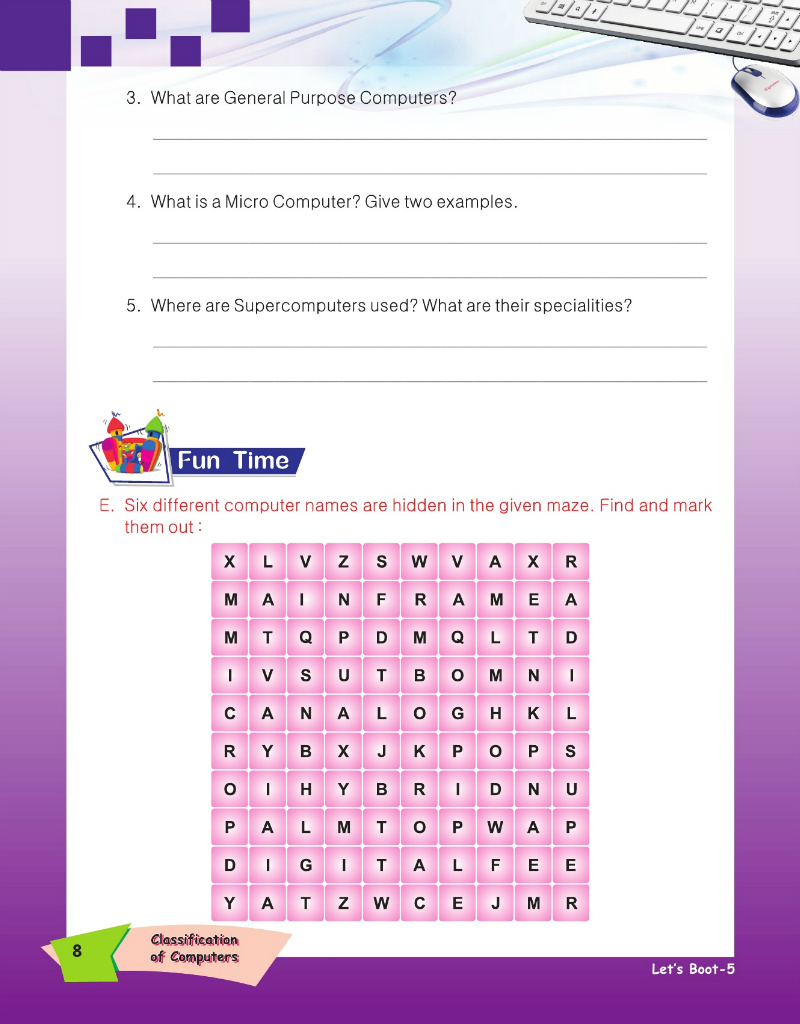 3. What are General Purpose Computers?
4. What is a Micro Computer? Give two examples.
5. Where are Supercomputers used? What are their specialities?
Fun Time
E. Six different computer names are hidden in the given maze. Find and mark
them out :
X L V Z S W V A X R
M A I N F R A M E A
M T Q P D M Q L T D
I V S U T B O M N I
C A N A L O G H K L
R Y B X J K P O P S
O I H Y B R I D N U
P A L M T O P W A P
D I G I T A L F E E
Y A T Z W C E J M R
8
Classification
of Computers
Let's Boot-5